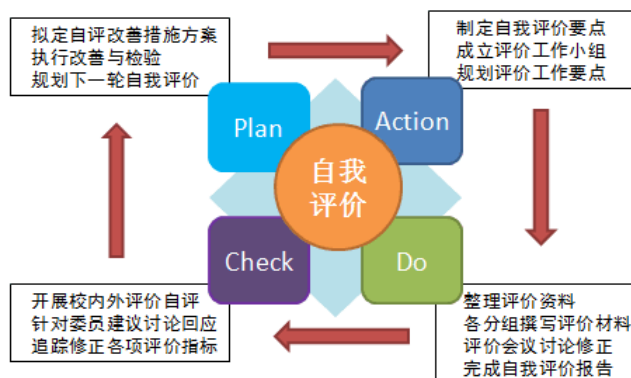 拟定自评改善措施方案
执行改善与检验
规划下一轮自我评价
制定自我评价要点
成立评价工作小组
规划评价工作要点
Plan
Action
自我
评价
Check
Do
开展校内外评价自评
针对委员建议讨论回应
追踪修正各项评价指标
整理评价资料
各分组撰写评价材料
评价会议讨论修正
完成自我评价报告